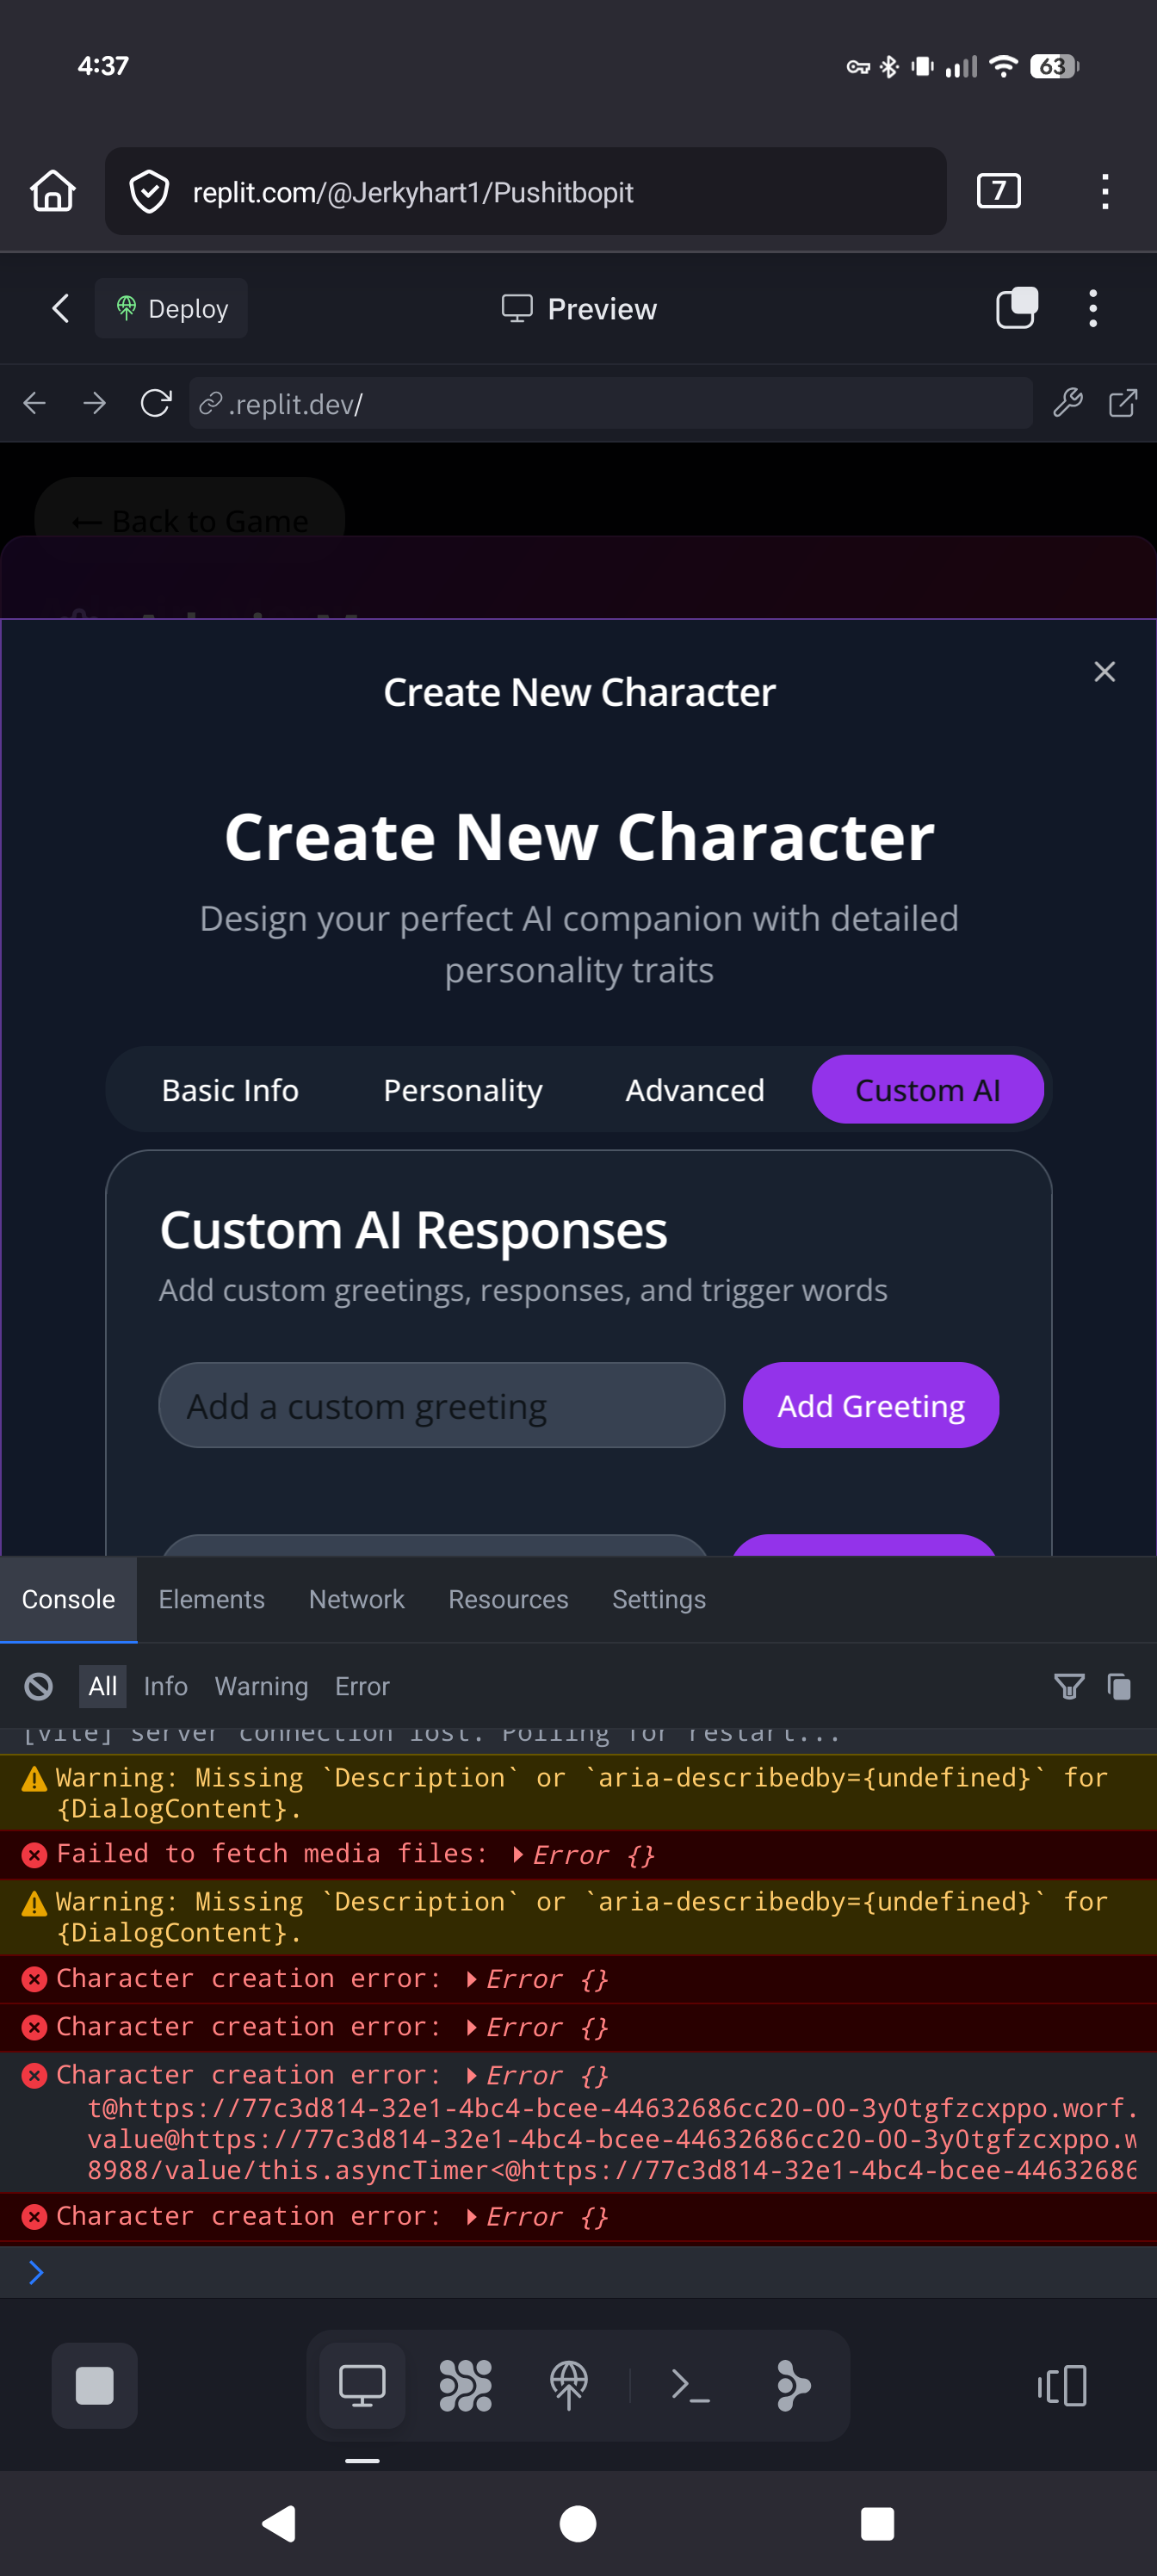 4:37
63
replit.com/@Jerkyhart1/Pushitbopit
7
Deploy
Preview
.replit.dev/
← Back to Game
Create New Character
Create New Character
Design your perfect AI companion with detailed
personality traits
Basic Info
Personality
Advanced
Custom AI
Custom AI Responses
Add custom greetings, responses, and trigger words
Add a custom greeting
Add Greeting
Console
Elements
Network
Resources
Settings
All
Info
Warning
Error
[vite] server connection lost. Polling for restart...
Warning: Missing `Description` or `aria-describedby={undefined}` for
{DialogContent}.
Failed to fetch media files: Error {}
Warning: Missing `Description` or `aria-describedby={undefined}` for
{DialogContent}.
Character creation error: Error {}
Character creation error: Error {}
Character creation error: Error {}
t@https://77c3d814-32e1-4bc4-bcee-44632686cc20-00-3y0tgfzcxppo.worf.
value@https://77c3d814-32e1-4bc4-bcee-44632686cc20-00-3y0tgfzcxppo.w
8988/value/this.asyncTimer<@https://77c3d814-32e1-4bc4-bcee-44632686
Character creation error: Error {}